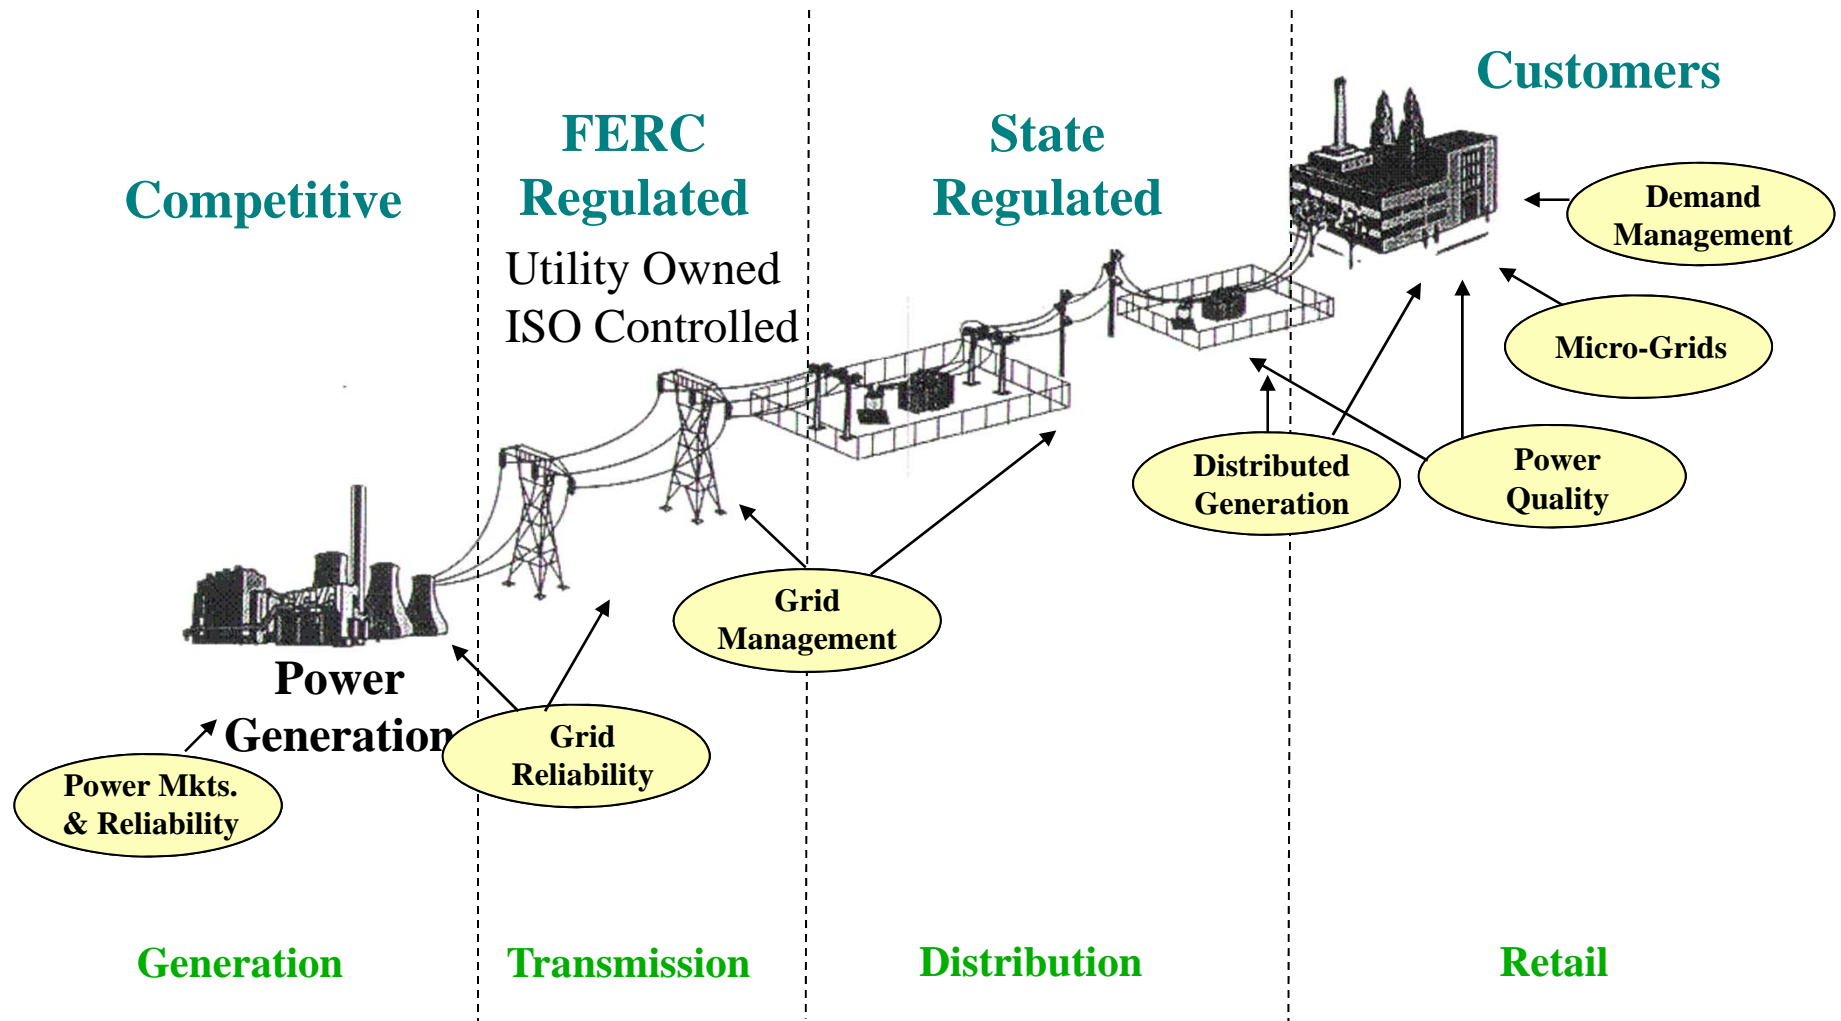 Customers
FERC
Regulated
State
Regulated
Competitive
Utility Owned
ISO Controlled
Demand
Management
Micro-Grids
Distributed
Generation
Power
Quality
Grid
Management
Power
Generation
Grid
Reliability
Power Mkts.
& Reliability
Generation
Transmission
Distribution
Retail